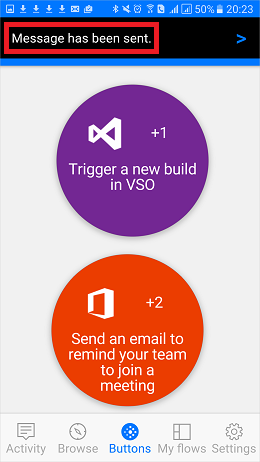 50% 20:23
Message has been sent. >
+1
Trigger a new build
in VSO
+2
Send an email to
remind your team
to join a
meeting
Activity Browse Buttons My flows Settings